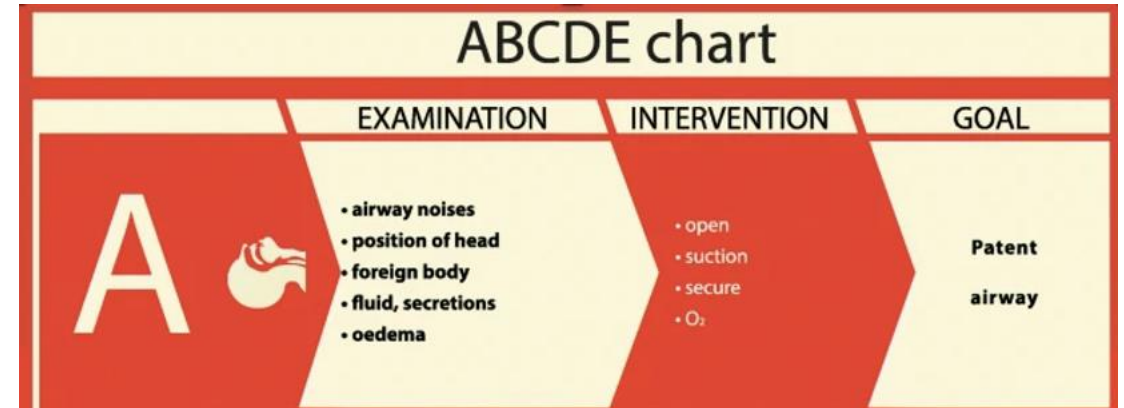 ABCDE chart
EXAMINATION
INTERVENTION
GOAL
A
• airway noises
• position of head
• foreign body
• fluid, secretions
• oedema
• open
• suction
• secure
• O₂
Patent
airway